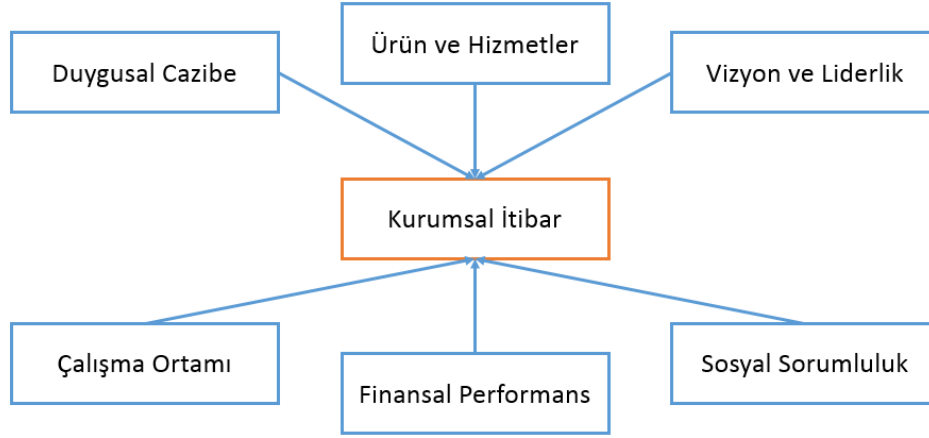 Duygusal Cazibe
Ürün ve Hizmetler
Vizyon ve Liderlik
Kurumsal İtibar
Çalışma Ortamı
Finansal Performans
Sosyal Sorumluluk